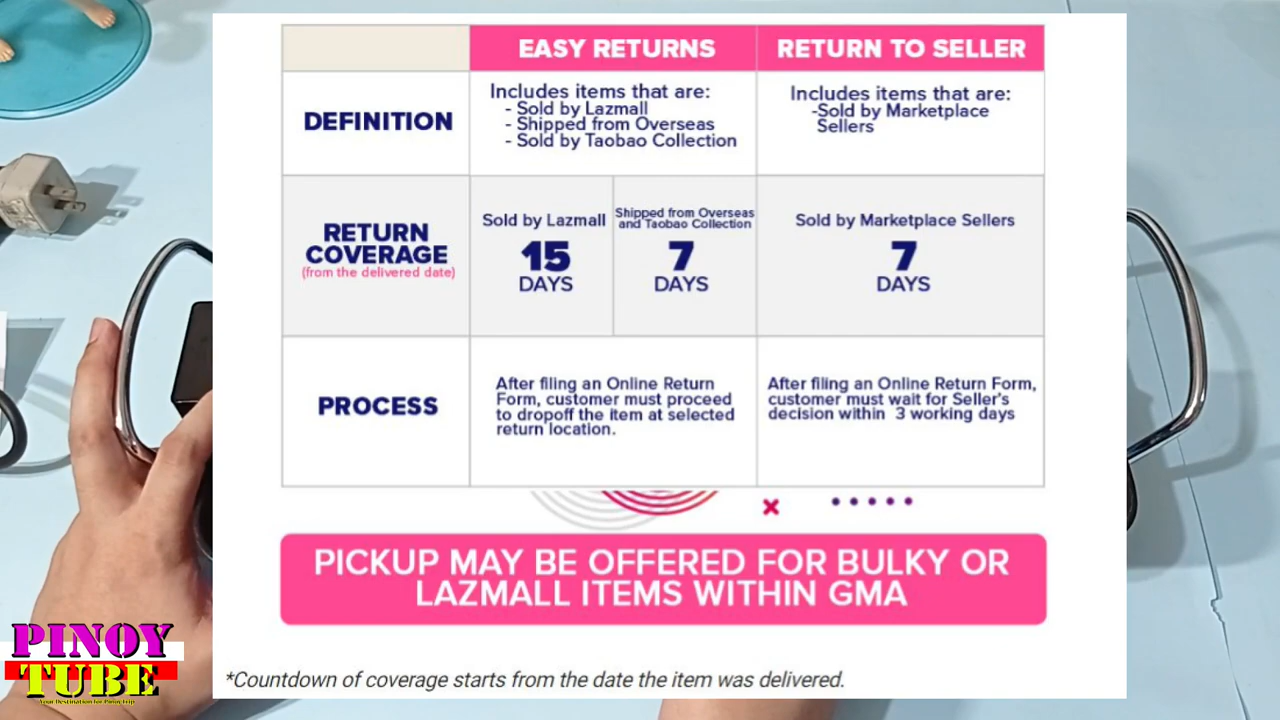 EASY RETURNS
RETURN TO SELLER
DEFINITION
Includes items that are:
- Sold by Lazmall
- Shipped from Overseas
- Sold by Taobao Collection
Includes items that are:
-Sold by Marketplace
Sellers
RETURN
COVERAGE
(from the delivered date)
Sold by Lazmall
15
DAYS
Shipped from Overseas
and Taobao Collection
7
DAYS
Sold by Marketplace Sellers
7
DAYS
PROCESS
After filing an Online Return
Form, customer must proceed
to dropoff the item at selected
return location.
After filing an Online Return Form,
customer must wait for Seller's
decision within 3 working days
PICKUP MAY BE OFFERED FOR BULKY OR
LAZMALL ITEMS WITHIN GMA
*Countdown of coverage starts from the date the item was delivered.
PINOY
TUBE
Your Destination for Pinoy Trip